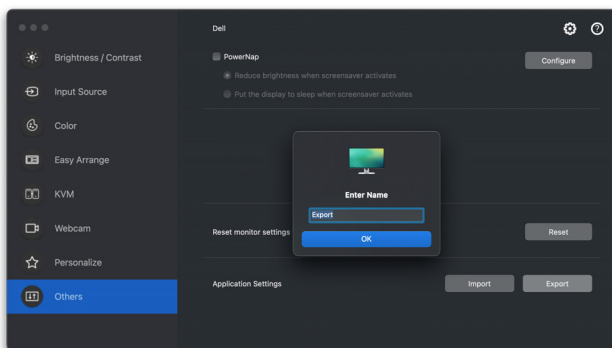 Dell
Brightness / Contrast
PowerNap
Configure
Reduce brightness when screensaver activates
Input Source
Put the display to sleep when screensaver activates
Color
Easy Arrange
KVM
Enter Name
Export
Webcam
Reset monitor settings
OK
Reset
Personalize
Application Settings
Import
Export
Others